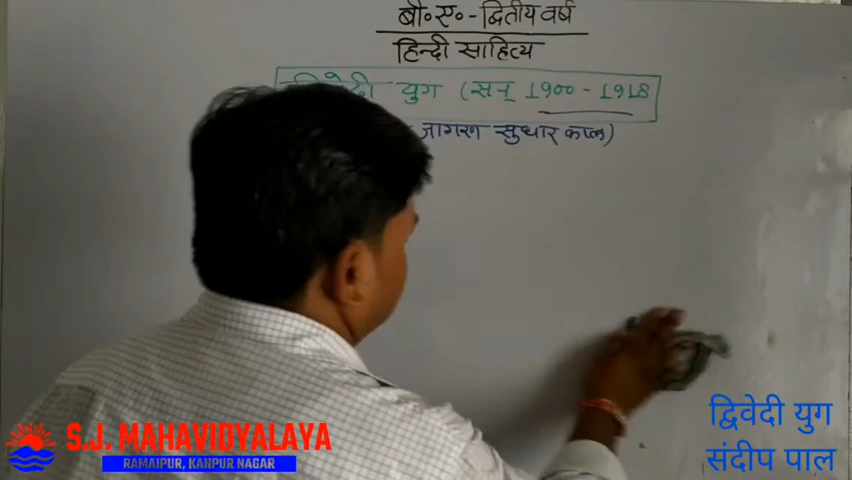 बी०ए०-द्वितीय वर्ष
हिन्दी साहित्य
युग (सन् 1900-1918
जागरण सुधार काल)
द्विवेदी युग
संदीप पाल
S.J. MAHAVIDYALAYA
RAMAIPUR, KANPUR NAGAR